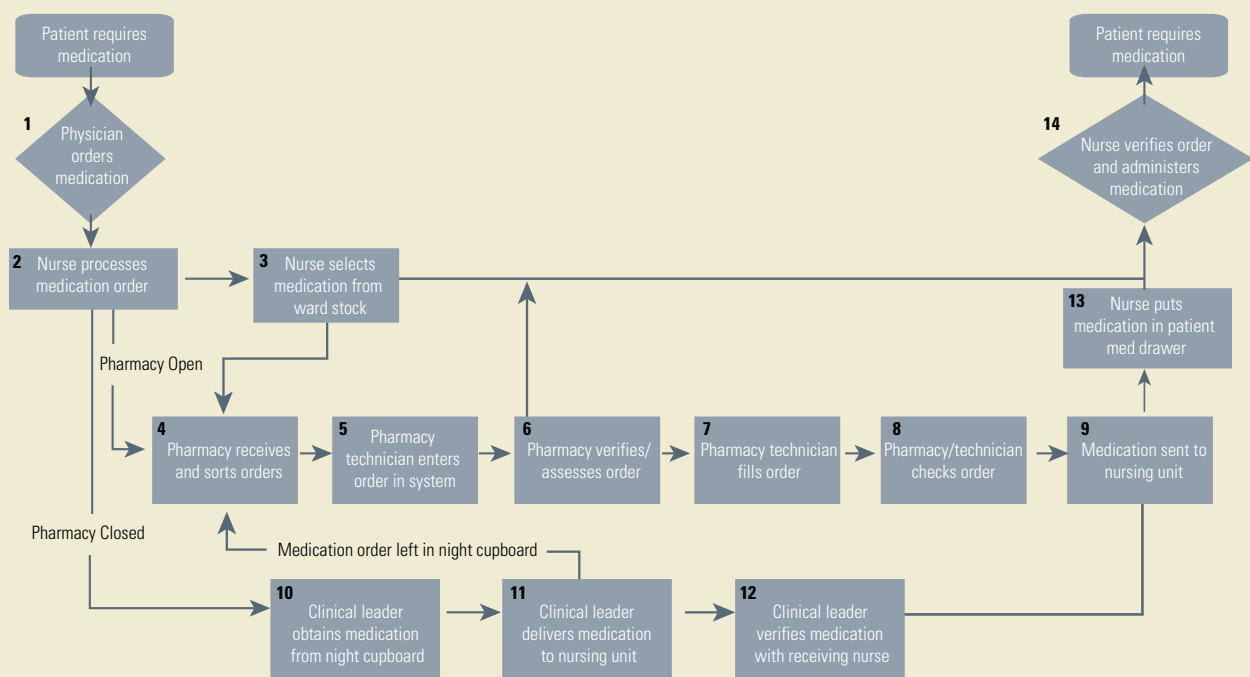 Patient requires
medication
Patient requires
medication
1
Physician
orders
medication
14
Nurse verifies order
and administers
medication
2
Nurse processes
medication order
3
Nurse selects
medication from
ward stock
13
Nurse puts
medication in patient
med drawer
Pharmacy Open
4
Pharmacy receives
and sorts orders
5
Pharmacy
technician enters
order in system
6
Pharmacy verifies/
assesses order
7
Pharmacy technician
fills order
8
Pharmacy/technician
checks order
9
Medication sent to
nursing unit
Pharmacy Closed
Medication order left in night cupboard
10
Clinical leader
obtains medication
from night cupboard
11
Clinical leader
delivers medication
to nursing unit
12
Clinical leader
verifies medication
with receiving nurse